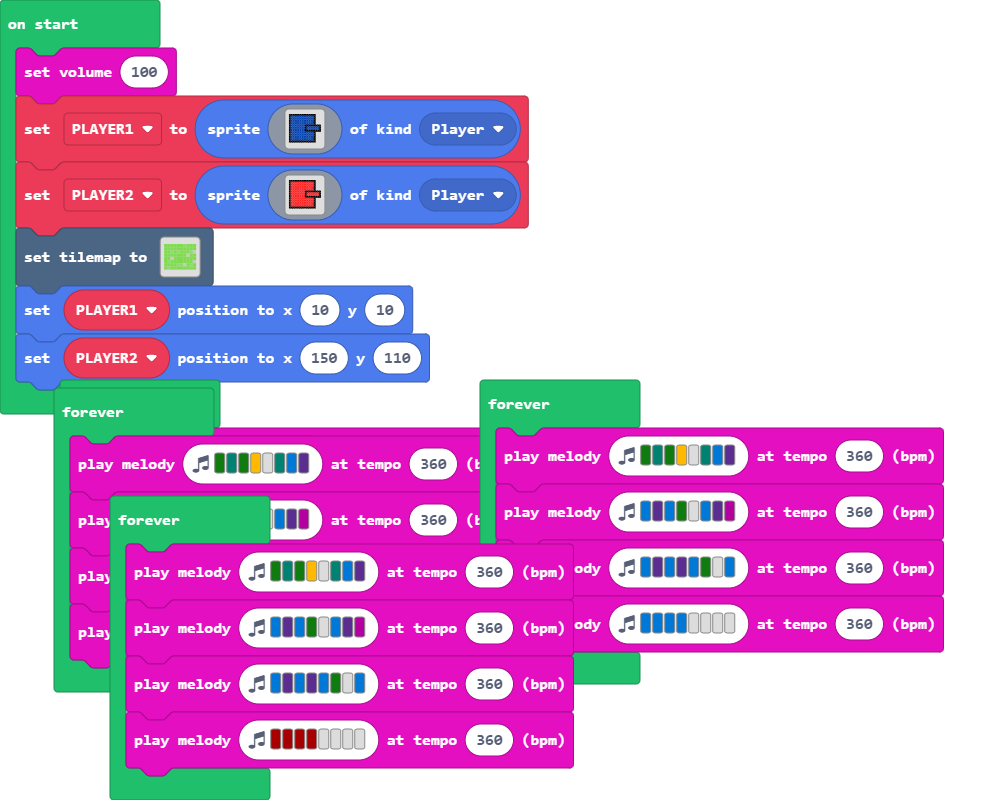 on start
set volume 100
set PLAYER1 to sprite of kind Player
set PLAYER2 to sprite of kind Player
set tilemap to
set PLAYER1 position to x 10 y 10
set PLAYER2 position to x 150 y 110
forever
play melody at tempo 360
at tempo 360
forever
play melody at tempo 360 (bpm)
play melody at tempo 360 (bpm)
play melody at tempo 360 (bpm)
play melody at tempo 360 (bpm)
forever
play melody at tempo 360 (bpm)
play melody at tempo 360 (bpm)
ody at tempo 360 (bpm)
ody at tempo 360 (bpm)